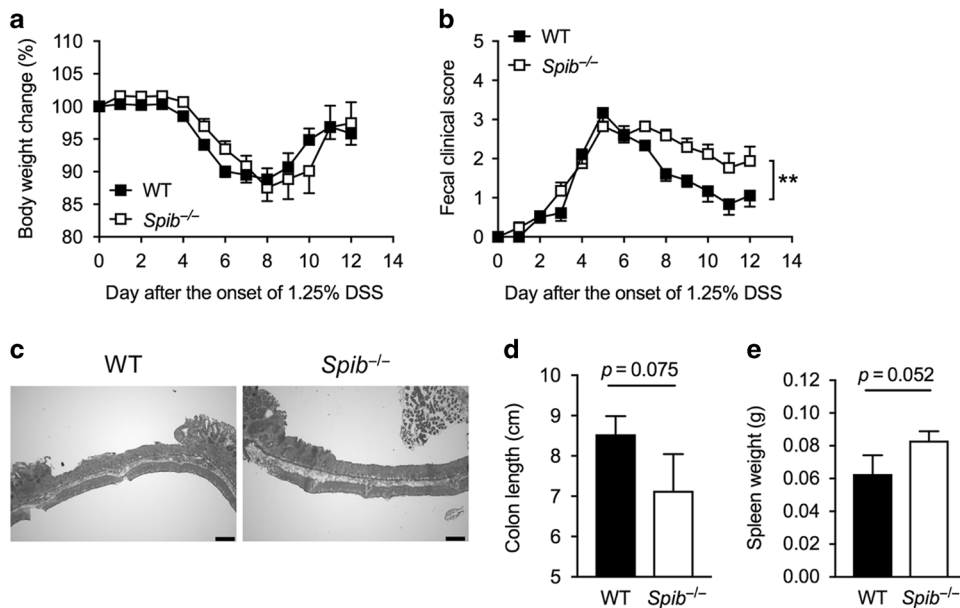 a
Body weight change (%)
110
105
100
95
90
85
80
WT
Spib−/−
0 2 4 6 8 10 12 14
Day after the onset of 1.25% DSS
b
Fecal clinical score
5
4
3
2
1
0
WT
Spib−/−
**
0 2 4 6 8 10 12 14
Day after the onset of 1.25% DSS
c
WT Spib−/−
d
Colon length (cm)
p = 0.075
10
9
8
7
6
5
WT Spib−/−
e
Spleen weight (g)
p = 0.052
0.12
0.10
0.08
0.06
0.04
0.02
0.00
WT Spib−/−